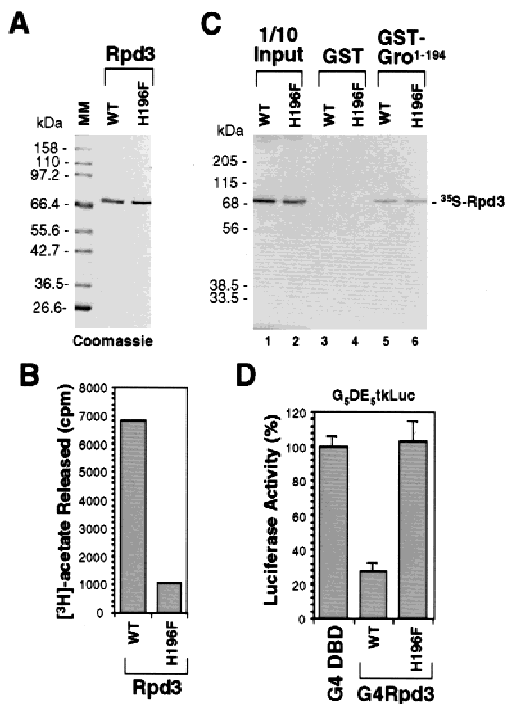 A
Rpd3
MM
WT
H196F
kDa
158 -
110 -
97.2 -
66.4 -
55.6 -
42.7 -
36.5-
26.6-
Coomassie
C
1/10 Input
GST
GST-Gro1-194
WT
H196F
WT
H196F
WT
H196F
kDa
205 -
115 -
68 -
56 -
38.5 -
33.5 -
- 35S-Rpd3
1 2 3 4 5 6
B
[3H]-acetate Released (cpm)
8000
7000
6000
5000
4000
3000
2000
1000
0
WT
H196F
Rpd3
D
G5DE5tkLuc
Luciferase Activity (%)
120
100
80
60
40
20
0
G4 DBD
WT
H196F
G4Rpd3